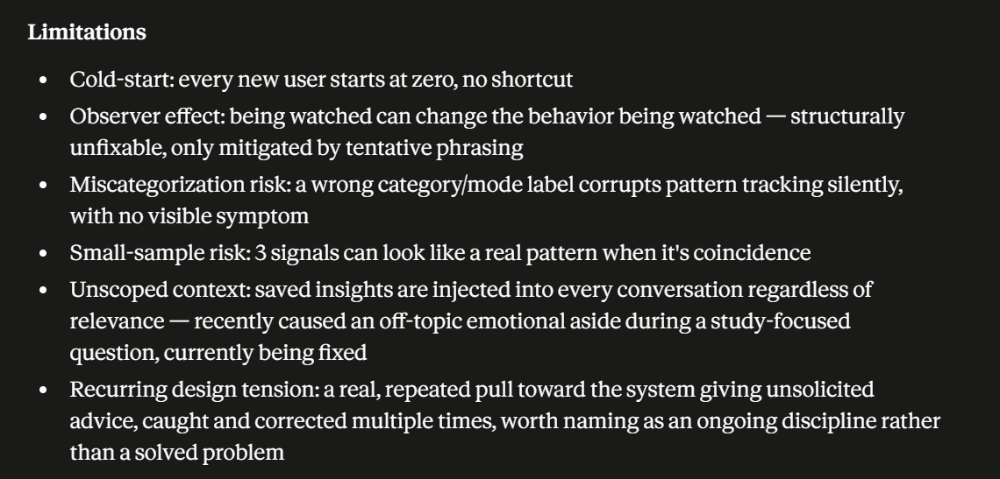 Limitations
• Cold-start: every new user starts at zero, no shortcut
• Observer effect: being watched can change the behavior being watched — structurally
unfixable, only mitigated by tentative phrasing
• Miscategorization risk: a wrong category/mode label corrupts pattern tracking silently,
with no visible symptom
• Small-sample risk: 3 signals can look like a real pattern when it's coincidence
• Unscoped context: saved insights are injected into every conversation regardless of
relevance — recently caused an off-topic emotional aside during a study-focused
question, currently being fixed
• Recurring design tension: a real, repeated pull toward the system giving unsolicited
advice, caught and corrected multiple times, worth naming as an ongoing discipline rather
than a solved problem